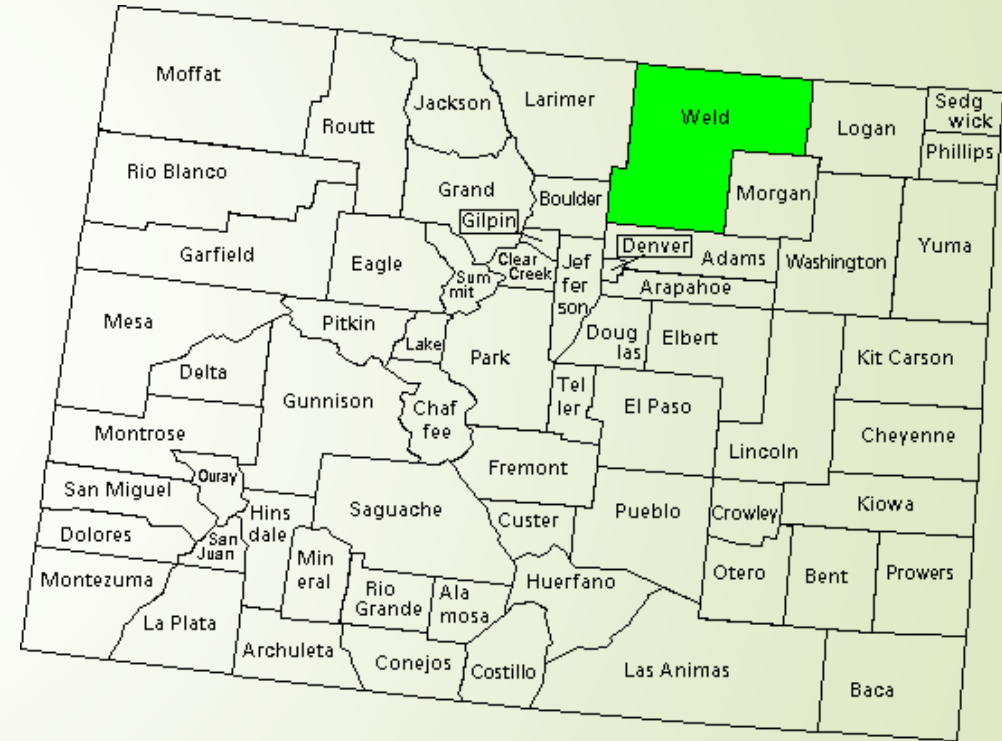 Moffat
Routt
Jackson
Larimer
Weld
Logan
Sedg
wick
Phillips
Rio Blanco
Grand
Boulder
Morgan
Gilpin
Garfield
Eagle
Sum
mit
Clear
Creek
Jef
fer
son
Denver
Adams
Arapahoe
Washington
Yuma
Mesa
Pitkin
Lake
Park
Doug
las
Elbert
Kit Carson
Delta
Gunnison
Chaf
fee
Tel
ler
El Paso
Lincoln
Cheyenne
Montrose
Ouray
Fremont
San Miguel
Hins
dale
Saguache
Custer
Pueblo
Crowley
Kiowa
Dolores
San
Juan
Min
eral
Rio
Grande
Ala
mosa
Huerfano
Otero
Bent
Prowers
Montezuma
La Plata
Archuleta
Conejos
Costillo
Las Animas
Baca